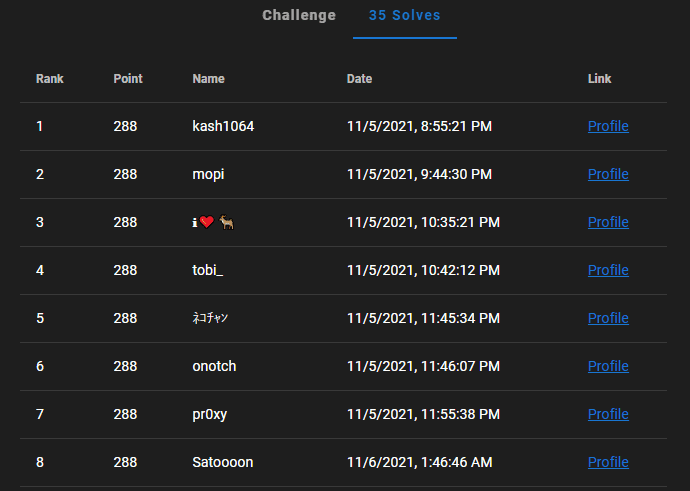 Challenge 35 Solves
Rank Point Name Date Link
1 288 kash1064 11/5/2021, 8:55:21 PM Profile
2 288 mopi 11/5/2021, 9:44:30 PM Profile
3 288 ℹ❤️🐐 11/5/2021, 10:35:21 PM Profile
4 288 tobi_ 11/5/2021, 10:42:12 PM Profile
5 288 ﾈｺﾁｬﾝ 11/5/2021, 11:45:34 PM Profile
6 288 onotch 11/5/2021, 11:46:07 PM Profile
7 288 pr0xy 11/5/2021, 11:55:38 PM Profile
8 288 Satoooon 11/6/2021, 1:46:46 AM Profile